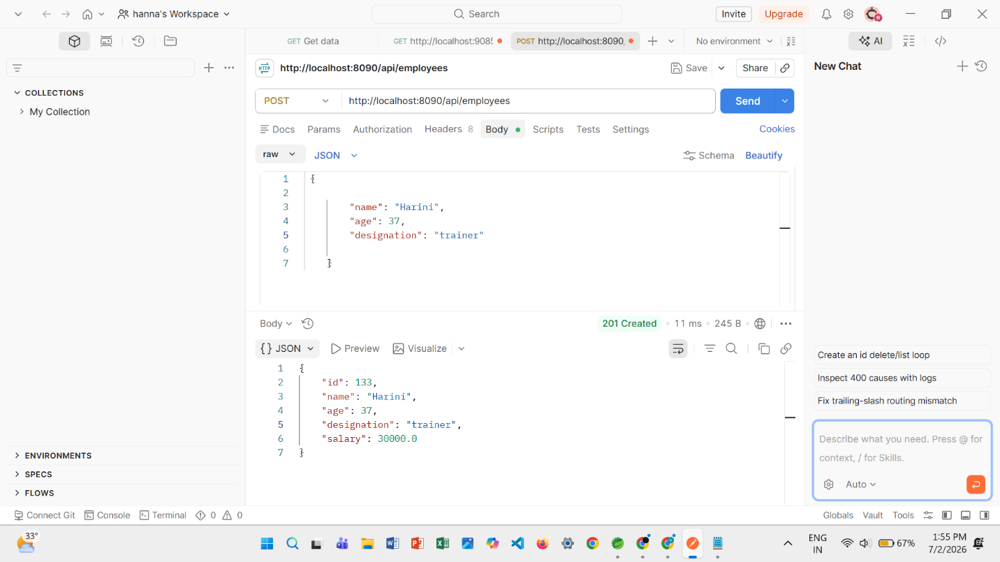 hanna's Workspace
Search
Invite
Upgrade
H
GET Get data
GET http://localhost:9085
POST http://localhost:8090,
No environment
AI
HTTP
http://localhost:8090/api/employees
Save
Share
New Chat
COLLECTIONS
My Collection
POST
http://localhost:8090/api/employees
Send
Docs
Params
Authorization
Headers 8
Body
Scripts
Tests
Settings
Cookies
raw
JSON
Schema
Beautify
1 {
2
3 "name": "Harini",
4 "age": 37,
5 "designation": "trainer"
6
7 }
Body
201 Created
11 ms
245 B
{} JSON
Preview
Visualize
1 {
2 "id": 133,
3 "name": "Harini",
4 "age": 37,
5 "designation": "trainer",
6 "salary": 30000.0
7 }
Create an id delete/list loop
Inspect 400 causes with logs
Fix trailing-slash routing mismatch
Describe what you need. Press @ for
context, / for Skills.
Auto
ENVIRONMENTS
SPECS
FLOWS
Connect Git
Console
Terminal
0
0
Globals
Vault
Tools
33°
ENG
IN
67%
1:55 PM
7/2/2026